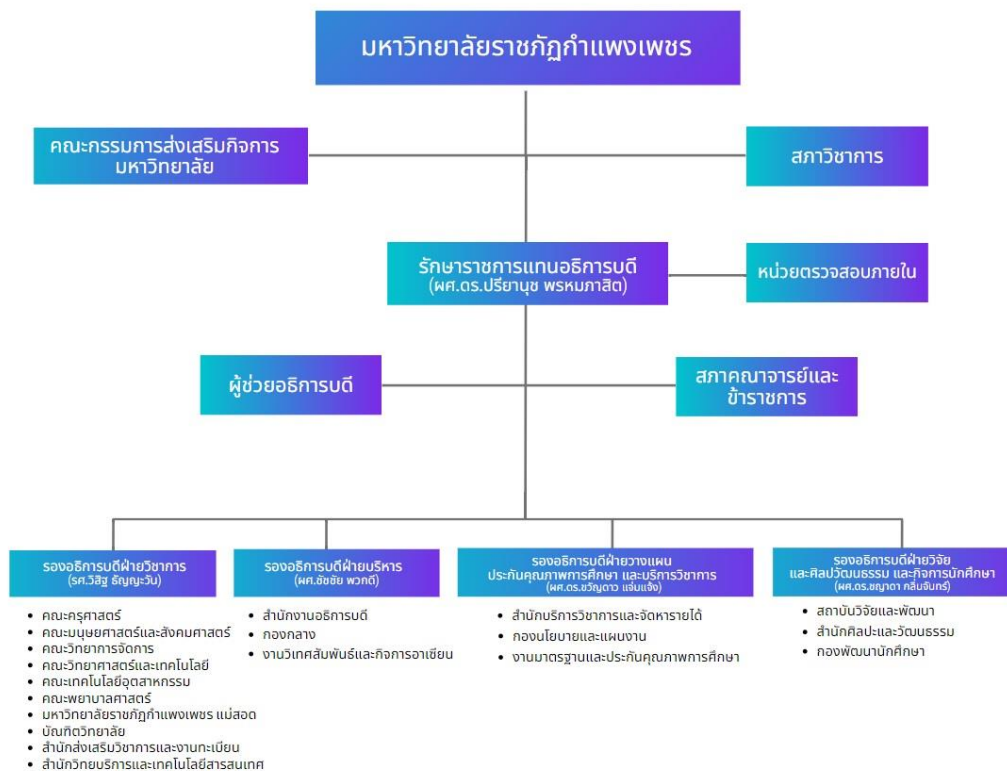 มหาวิทยาลัยราชภัฏกำแพงเพชร
คณะกรรมการส่งเสริมกิจการ
มหาวิทยาลัย
สภาวิชาการ
รักษาราชการแทนอธิการบดี
(ผศ.ดร.ปรียานุช พรหมภาสิต)
หน่วยตรวจสอบภายใน
ผู้ช่วยอธิการบดี
สภาคณาจารย์และ
ข้าราชการ
รองอธิการบดีฝ่ายวิชาการ
(รศ.วิสิฐ ธัญญะวัน)
• คณะครุศาสตร์
• คณะมนุษยศาสตร์และสังคมศาสตร์
• คณะวิทยาการจัดการ
• คณะวิทยาศาสตร์และเทคโนโลยี
• คณะเทคโนโลยีอุตสาหกรรม
• คณะพยาบาลศาสตร์
• มหาวิทยาลัยราชภัฏกำแพงเพชร แม่สอด
• บัณฑิตวิทยาลัย
• สำนักส่งเสริมวิชาการและงานทะเบียน
• สำนักวิทยบริการและเทคโนโลยีสารสนเทศ
รองอธิการบดีฝ่ายบริหาร
(ผศ.ชัชชัย พวกดี)
• สำนักงานอธิการบดี
• กองกลาง
• งานวิเทศสัมพันธ์และกิจการอาเซียน
รองอธิการบดีฝ่ายวางแผน
ประกันคุณภาพการศึกษา และบริการวิชาการ
(ผศ.ดร.ขวัญดาว แจ่มแจ้ง)
• สำนักบริการวิชาการและจัดหารายได้
• กองนโยบายและแผนงาน
• งานมาตรฐานและประกันคุณภาพการศึกษา
รองอธิการบดีฝ่ายวิจัย
และศิลปวัฒนธรรม และกิจการนักศึกษา
(ผศ.ดร.ชญาดา กลิ่นจันทร์)
• สถาบันวิจัยและพัฒนา
• สำนักศิลปะและวัฒนธรรม
• กองพัฒนานักศึกษา